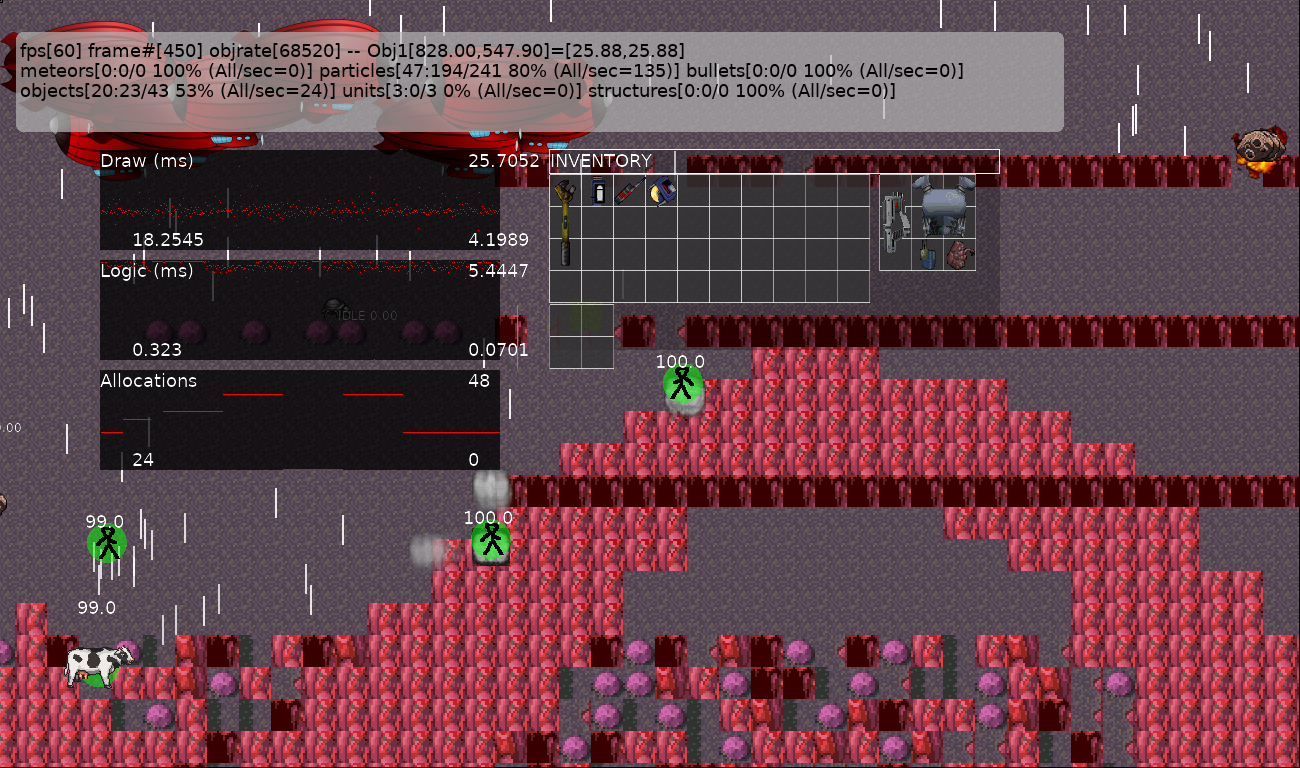 fps[60] frame#[450] objrate[68520] -- Obj1[828.00,547.90]=[25.88,25.88]
meteors[0:0/0 100% (All/sec=0)] particles[47:194/241 80% (All/sec=135)] bullets[0:0/0 100% (All/sec=0)]
objects[20:23/43 53% (All/sec=24)] units[3:0/3 0% (All/sec=0)] structures[0:0/0 100% (All/sec=0)]
Draw (ms) 25.7052
INVENTORY
18.2545 4.1989
Logic (ms) 5.4447
IDLE 0.00
0.323 0.0701
100.0
Allocations 48
.00
24 0
99.0
100.0
99.0